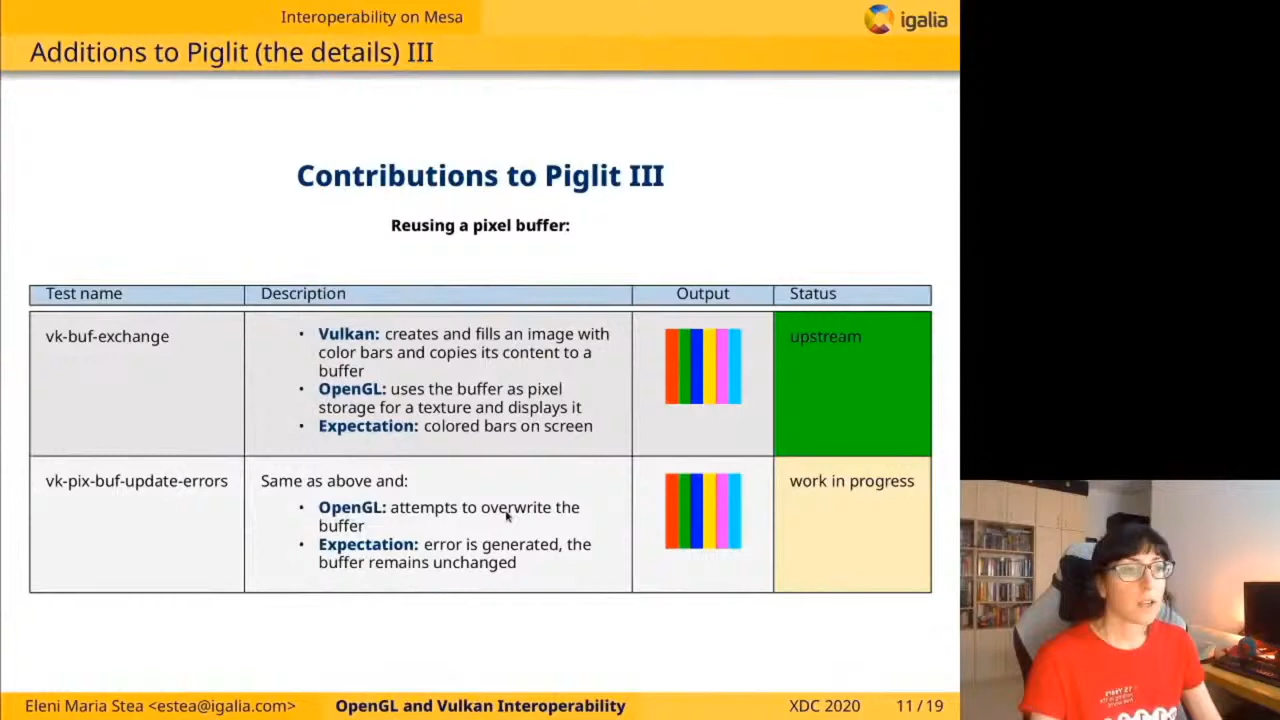 Interoperability on Mesa
igalia
Additions to Piglit (the details) III
Contributions to Piglit III
Reusing a pixel buffer:
Test name Description Output Status
vk-buf-exchange
• Vulkan: creates and fills an image with
color bars and copies its content to a
buffer
• OpenGL: uses the buffer as pixel
storage for a texture and displays it
• Expectation: colored bars on screen
upstream
vk-pix-buf-update-errors
Same as above and:
• OpenGL: attempts to overwrite the
buffer
• Expectation: error is generated, the
buffer remains unchanged
work in progress
Eleni Maria Stea <estea@igalia.com> OpenGL and Vulkan Interoperability XDC 2020 11 / 19